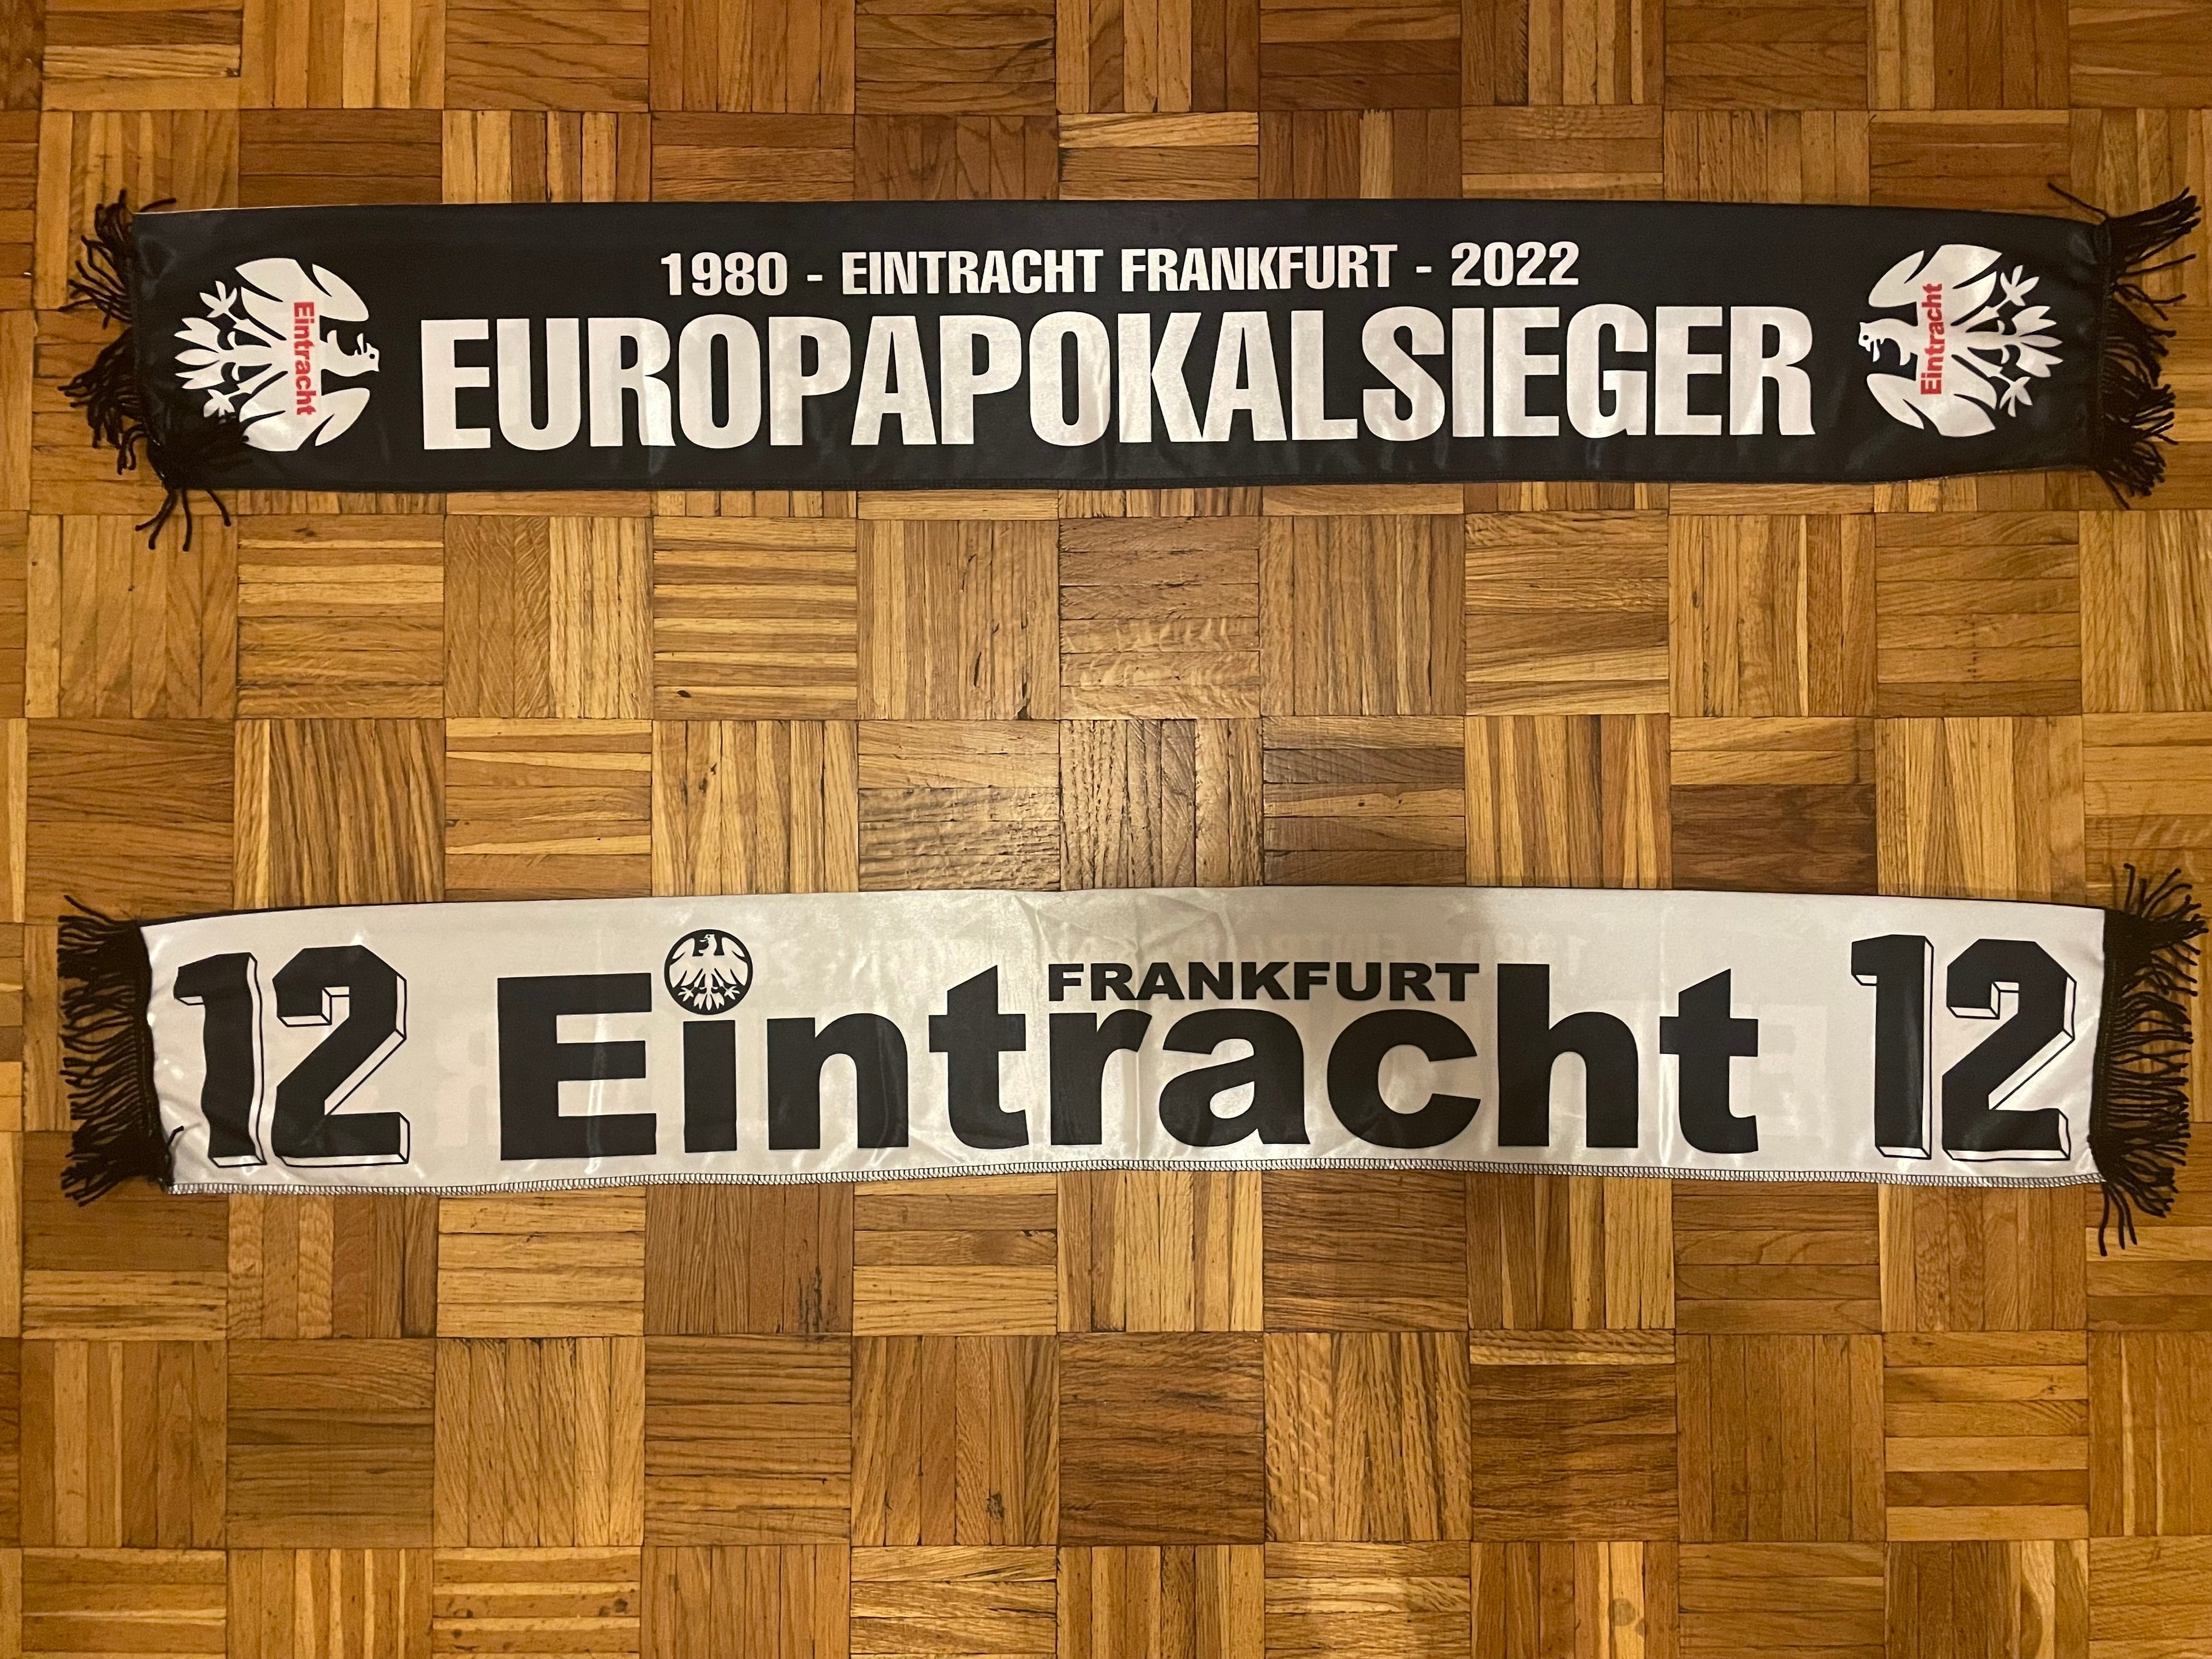 1980 - EINTRACHT FRANKFURT - 2022
Eintracht
EUROPAPOKALSIEGER
Eintracht
12
Eintracht
FRANKFURT
12